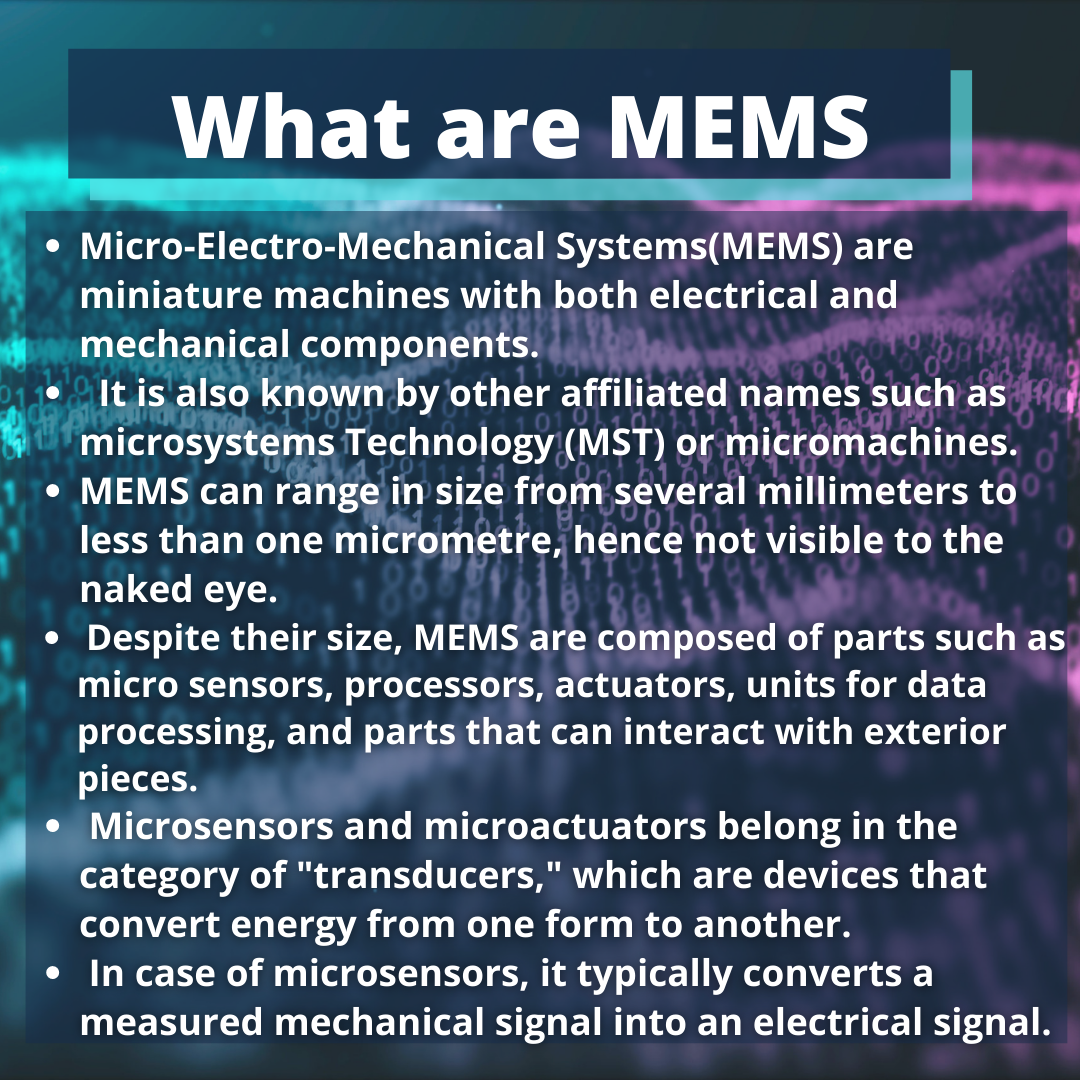 What are MEMS
• Micro-Electro-Mechanical Systems(MEMS) are
miniature machines with both electrical and
mechanical components.
• It is also known by other affiliated names such as
microsystems Technology (MST) or micromachines.
• MEMS can range in size from several millimeters to
less than one micrometre, hence not visible to the
naked eye.
• Despite their size, MEMS are composed of parts such as
micro sensors, processors, actuators, units for data
processing, and parts that can interact with exterior
pieces.
• Microsensors and microactuators belong in the
category of "transducers," which are devices that
convert energy from one form to another.
• In case of microsensors, it typically converts a
measured mechanical signal into an electrical signal.